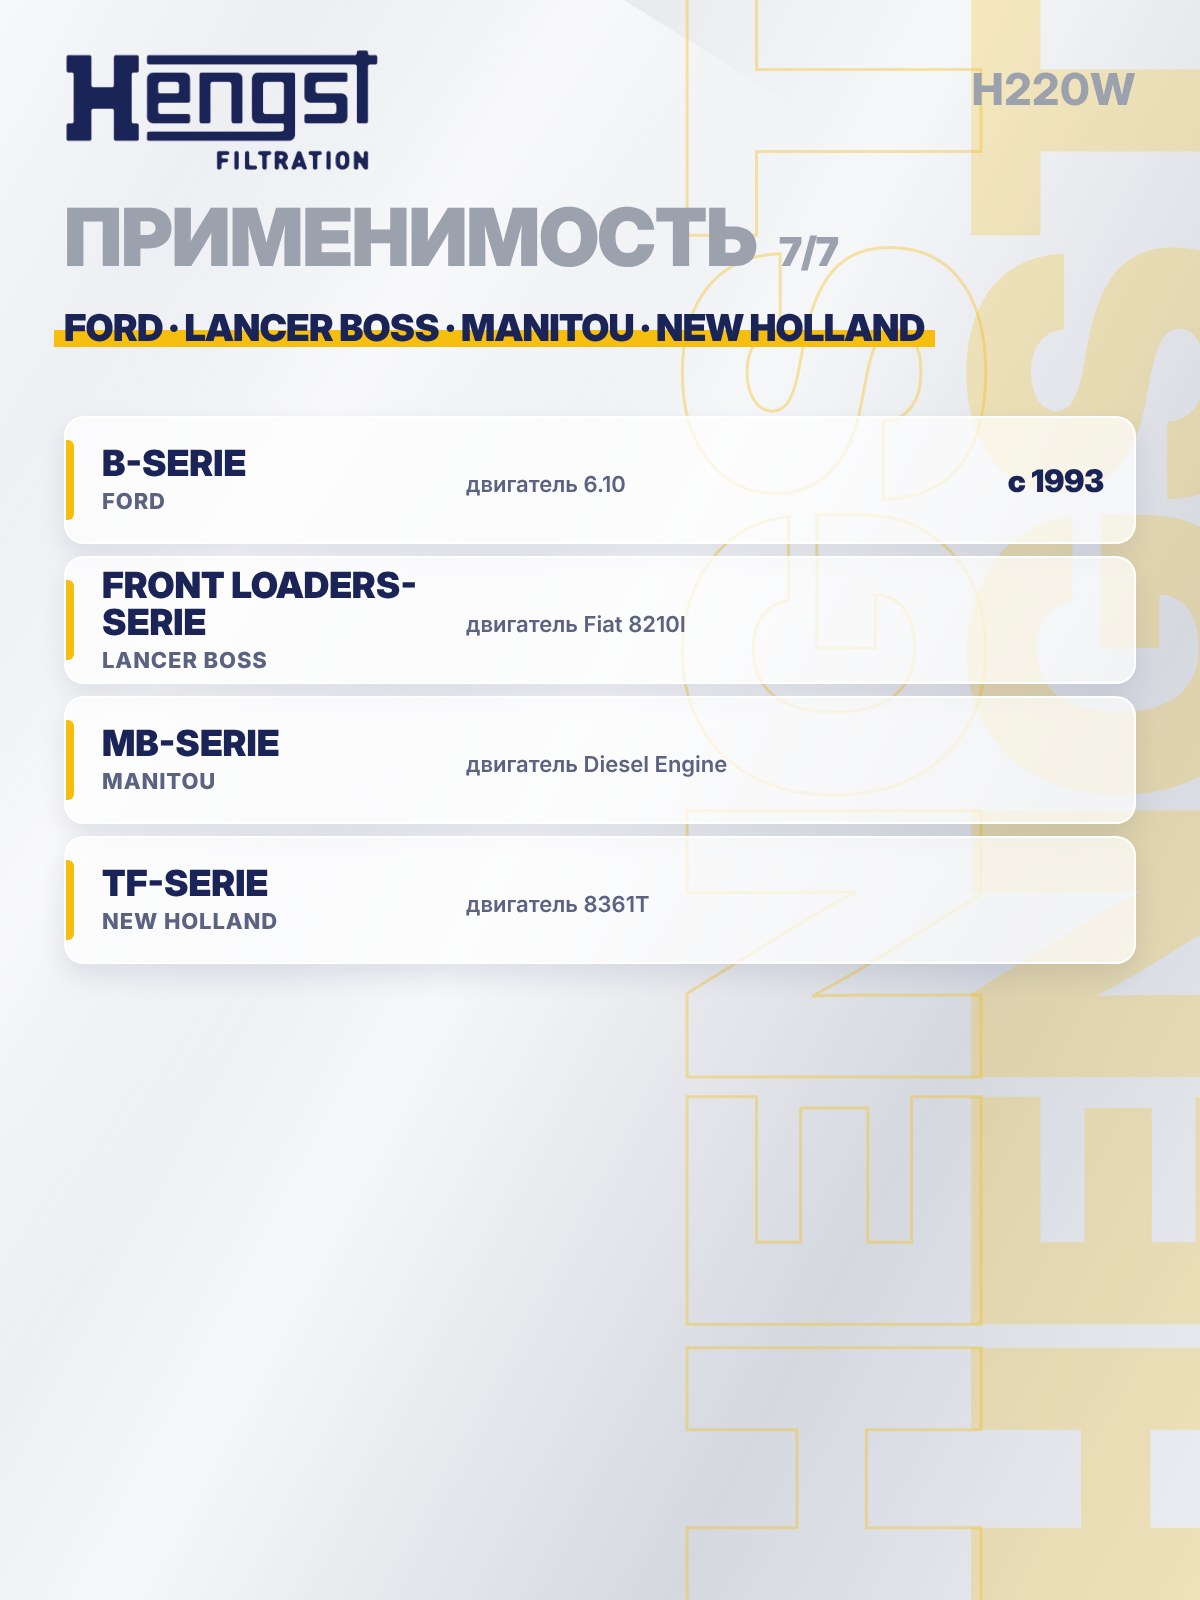 Hengst
FILTRATION
H220W
ПРИМЕНИМОСТЬ 7/7
FORD · LANCER BOSS · MANITOU · NEW HOLLAND
B-SERIE
FORD
двигатель 6.10
с 1993
FRONT LOADERS-
SERIE
LANCER BOSS
двигатель Fiat 8210I
MB-SERIE
MANITOU
двигатель Diesel Engine
TF-SERIE
NEW HOLLAND
двигатель 8361T
HENGST
HENGST